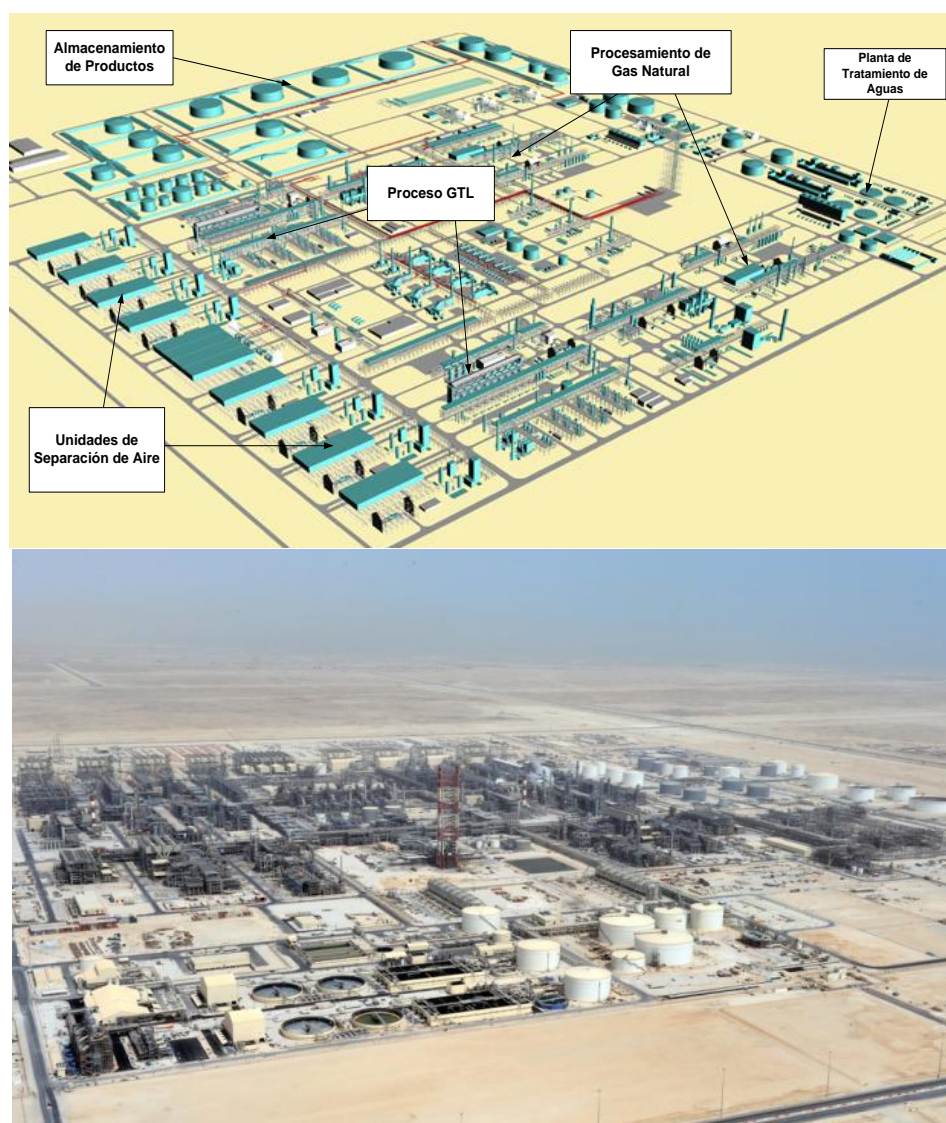 Almacenamiento
de Productos
Procesamiento de
Gas Natural
Planta de
Tratamiento de
Aguas
Proceso GTL
Unidades de
Separación de Aire